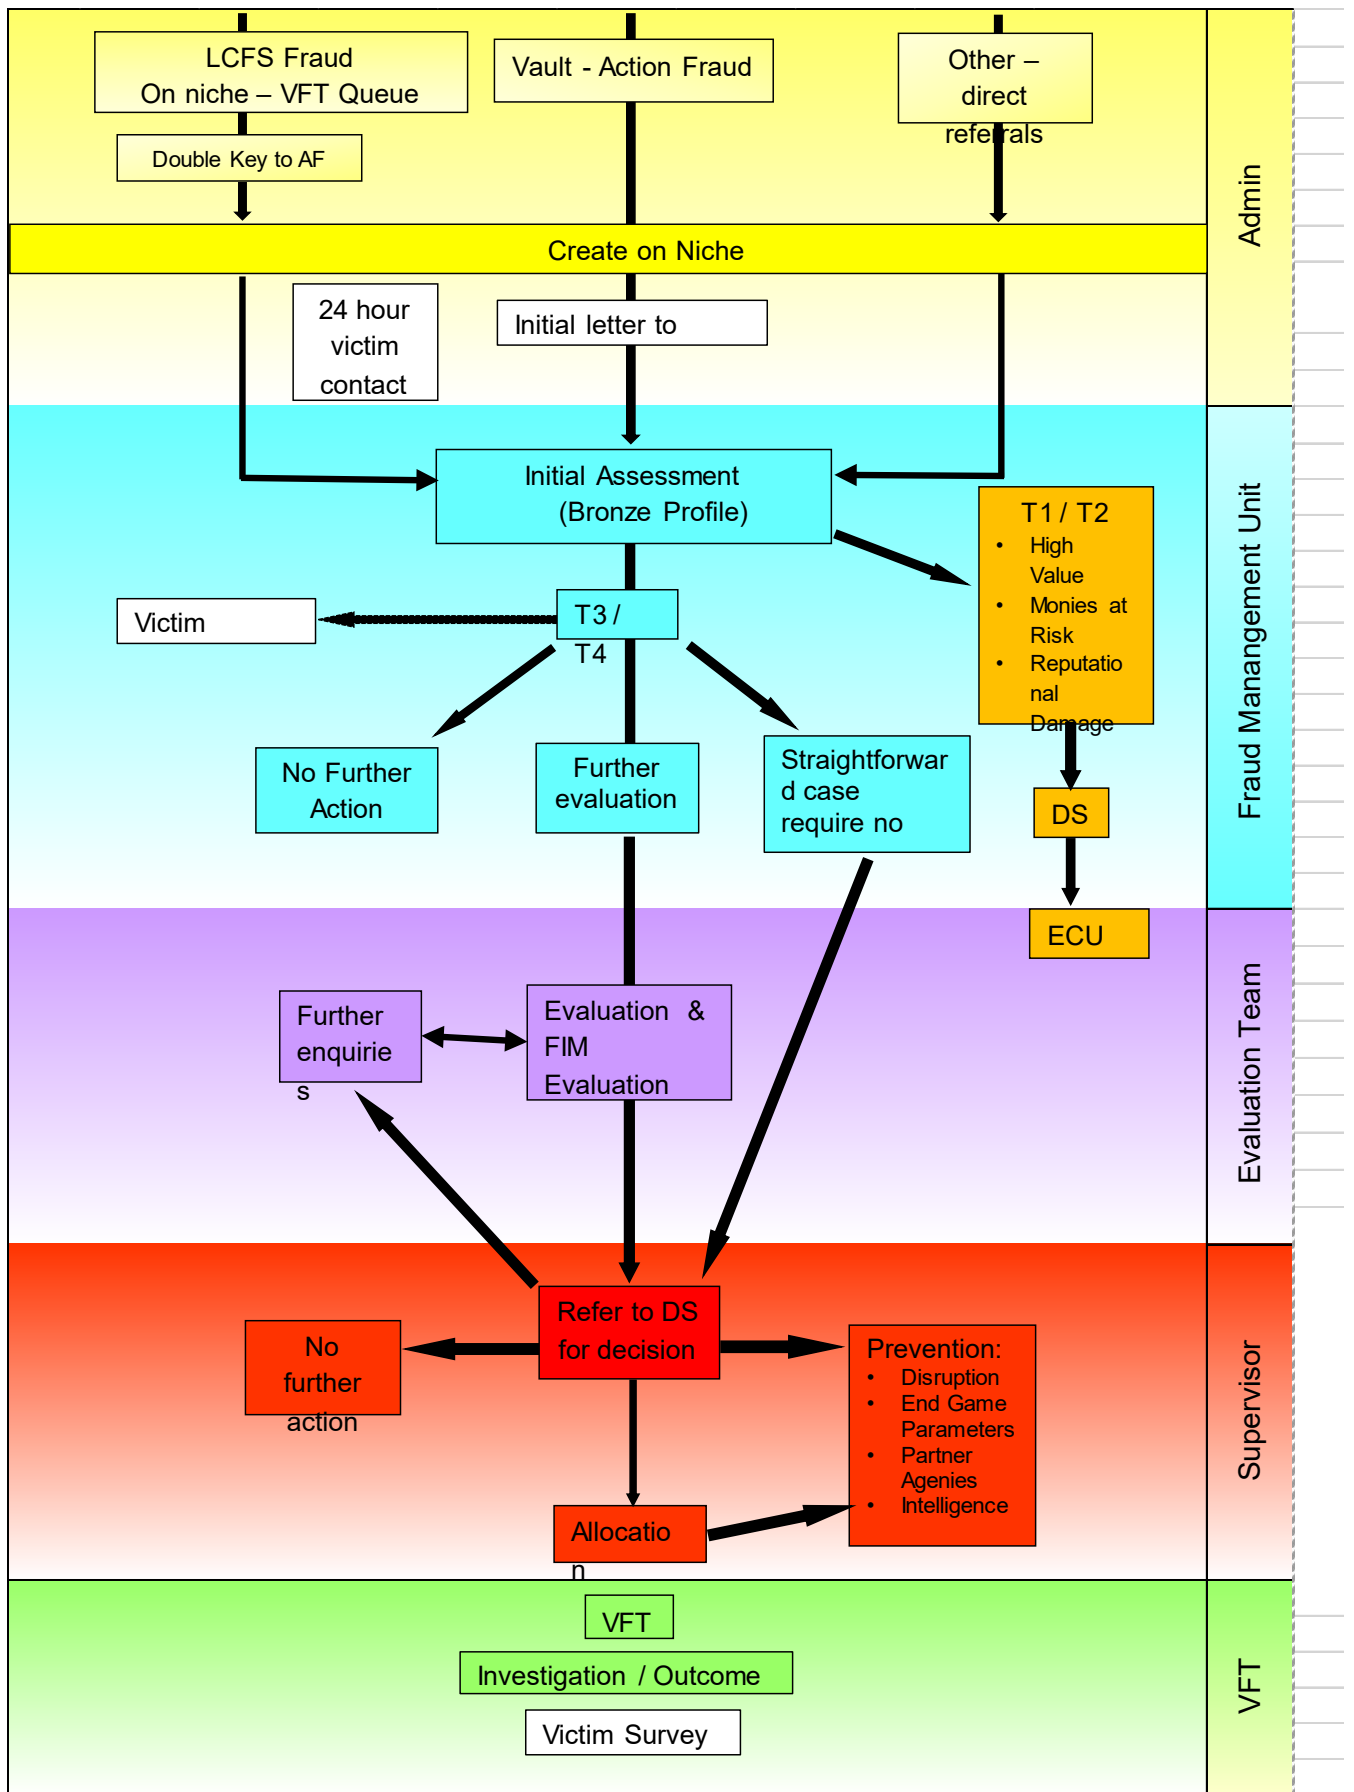 LCFS Fraud
On niche – VFT Queue
Vault - Action Fraud
Other –
direct
referrals
Double Key to AF
Admin
Create on Niche
24 hour
victim
contact
Initial letter to
Initial Assessment
(Bronze Profile)
T1 / T2
• High
Value
• Monies at
Risk
• Reputatio
nal
Damage
Fraud Manangement Unit
Victim
T3 /
T4
No Further
Action
Further
evaluation
Straightforwar
d case
require no
DS
ECU
Further
enquirie
s
Evaluation &
FIM
Evaluation
Evaluation Team
Refer to DS
for decision
No
further
action
Prevention:
• Disruption
• End Game
Parameters
• Partner
Agenies
• Intelligence
Supervisor
Allocatio
n
VFT
Investigation / Outcome
Victim Survey
VFT